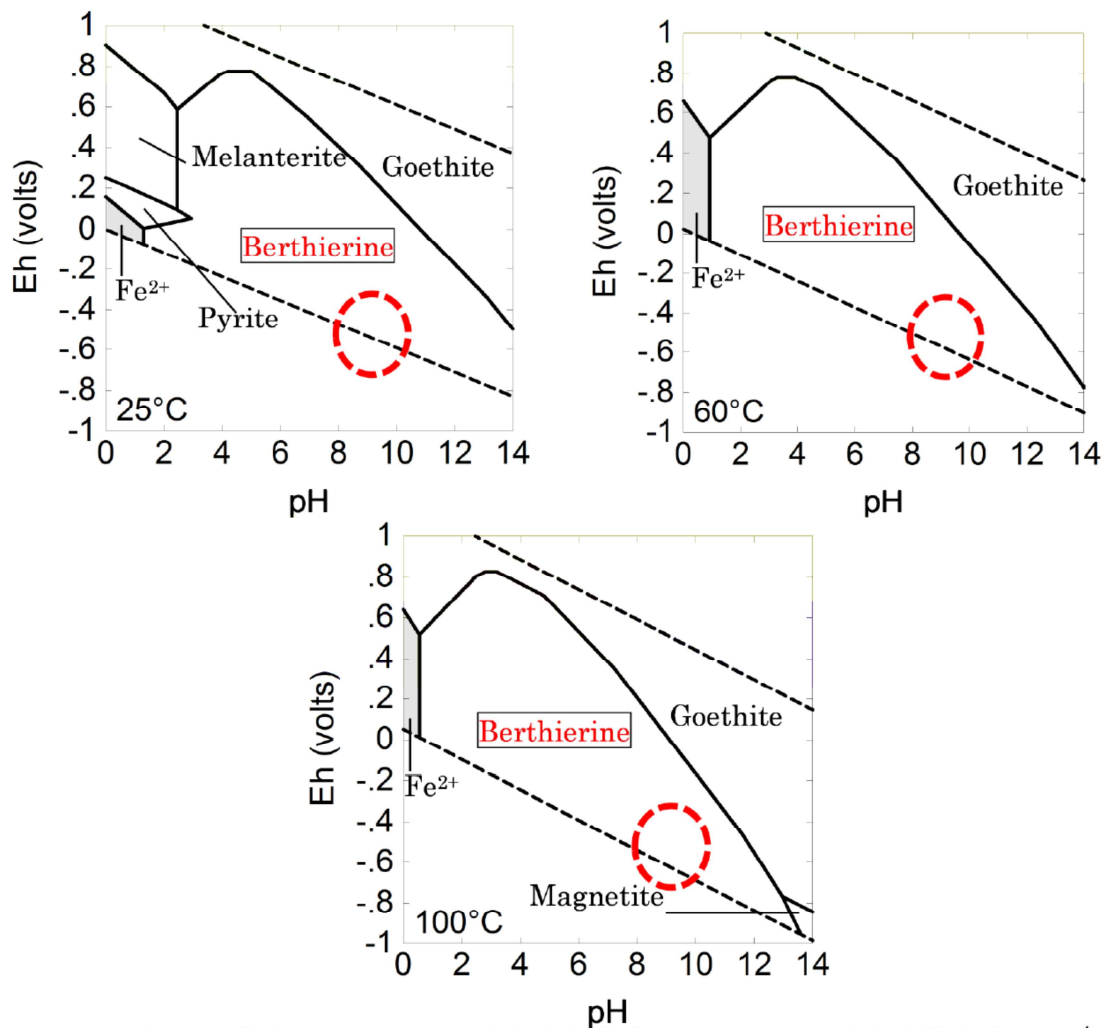 1
.8
.6
.4
.2
0
-.2
-.4
-.6
-.8
-1
Eh (volts)
Melanterite
Goethite
Berthierine
Fe²⁺
Pyrite
25°C
0 2 4 6 8 10 12 14
pH
1
.8
.6
.4
.2
0
-.2
-.4
-.6
-.8
-1
Eh (volts)
Goethite
Berthierine
Fe²⁺
60°C
0 2 4 6 8 10 12 14
pH
1
.8
.6
.4
.2
0
-.2
-.4
-.6
-.8
-1
Eh (volts)
Goethite
Berthierine
Fe²⁺
Magnetite
100°C
0 2 4 6 8 10 12 14
pH